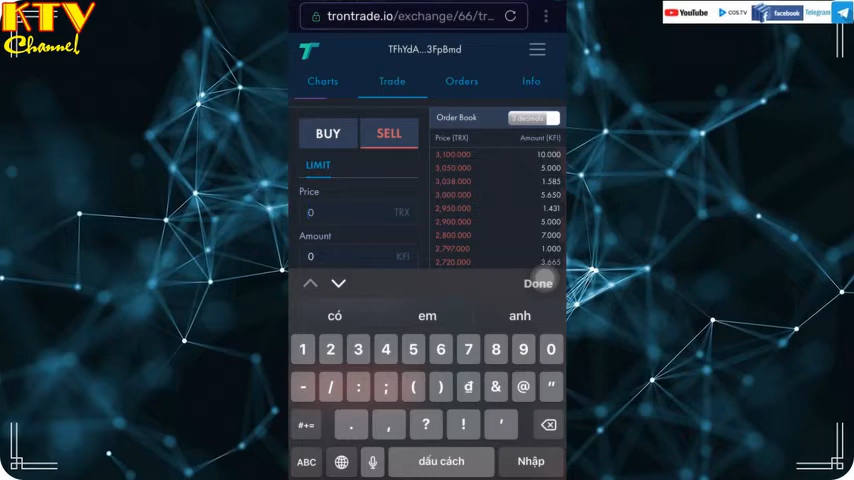 KTV
Channel
YouTube
COS.TV
facebook
Telegram
trontrade.io/exchange/66/tr...
TFhYdA...3FpBmd
Charts
Trade
Orders
Info
BUY
SELL
LIMIT
Price
0
TRX
Amount
0
KFI
Order Book
3 decimals
Price (TRX)
Amount (KFI)
3,100.000 10.000
3,050.000 5.000
3,038.000 1.585
3,000.000 5.650
2,950.000 1.431
2,900.000 5.000
2,800.000 7.000
2,797.000 1.000
2,720.000 3.665
Done
có em anh
1 2 3 4 5 6 7 8 9 0
- / : ; ( ) đ & @ "
#+= . , ? ! '
ABC dấu cách Nhập